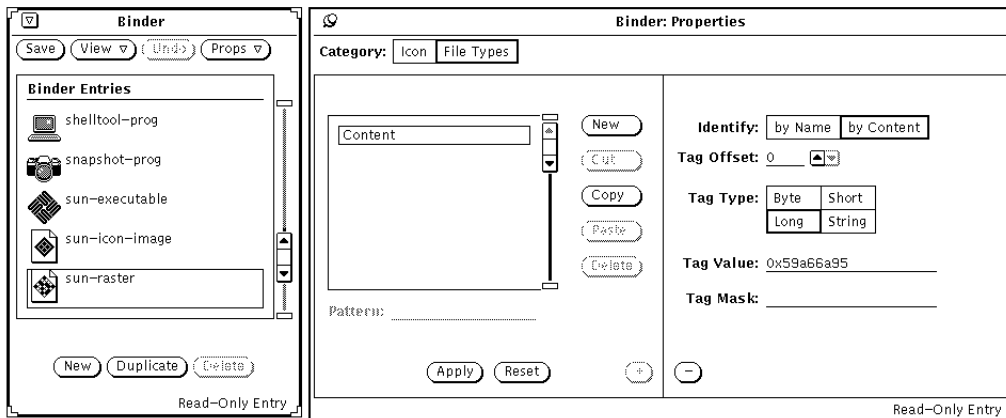 Binder
Save View Undo Props
Binder Entries
shelltool-prog
snapshot-prog
sun-executable
sun-icon-image
sun-raster
New Duplicate Delete
Read-Only Entry
Binder: Properties
Category: Icon File Types
Content
New
Cut
Copy
Paste
Delete
Pattern:
Apply Reset +
Identify: by Name by Content
Tag Offset: 0
Tag Type: Byte Short
Long String
Tag Value: 0x59a66a95
Tag Mask:
−
Read-Only Entry